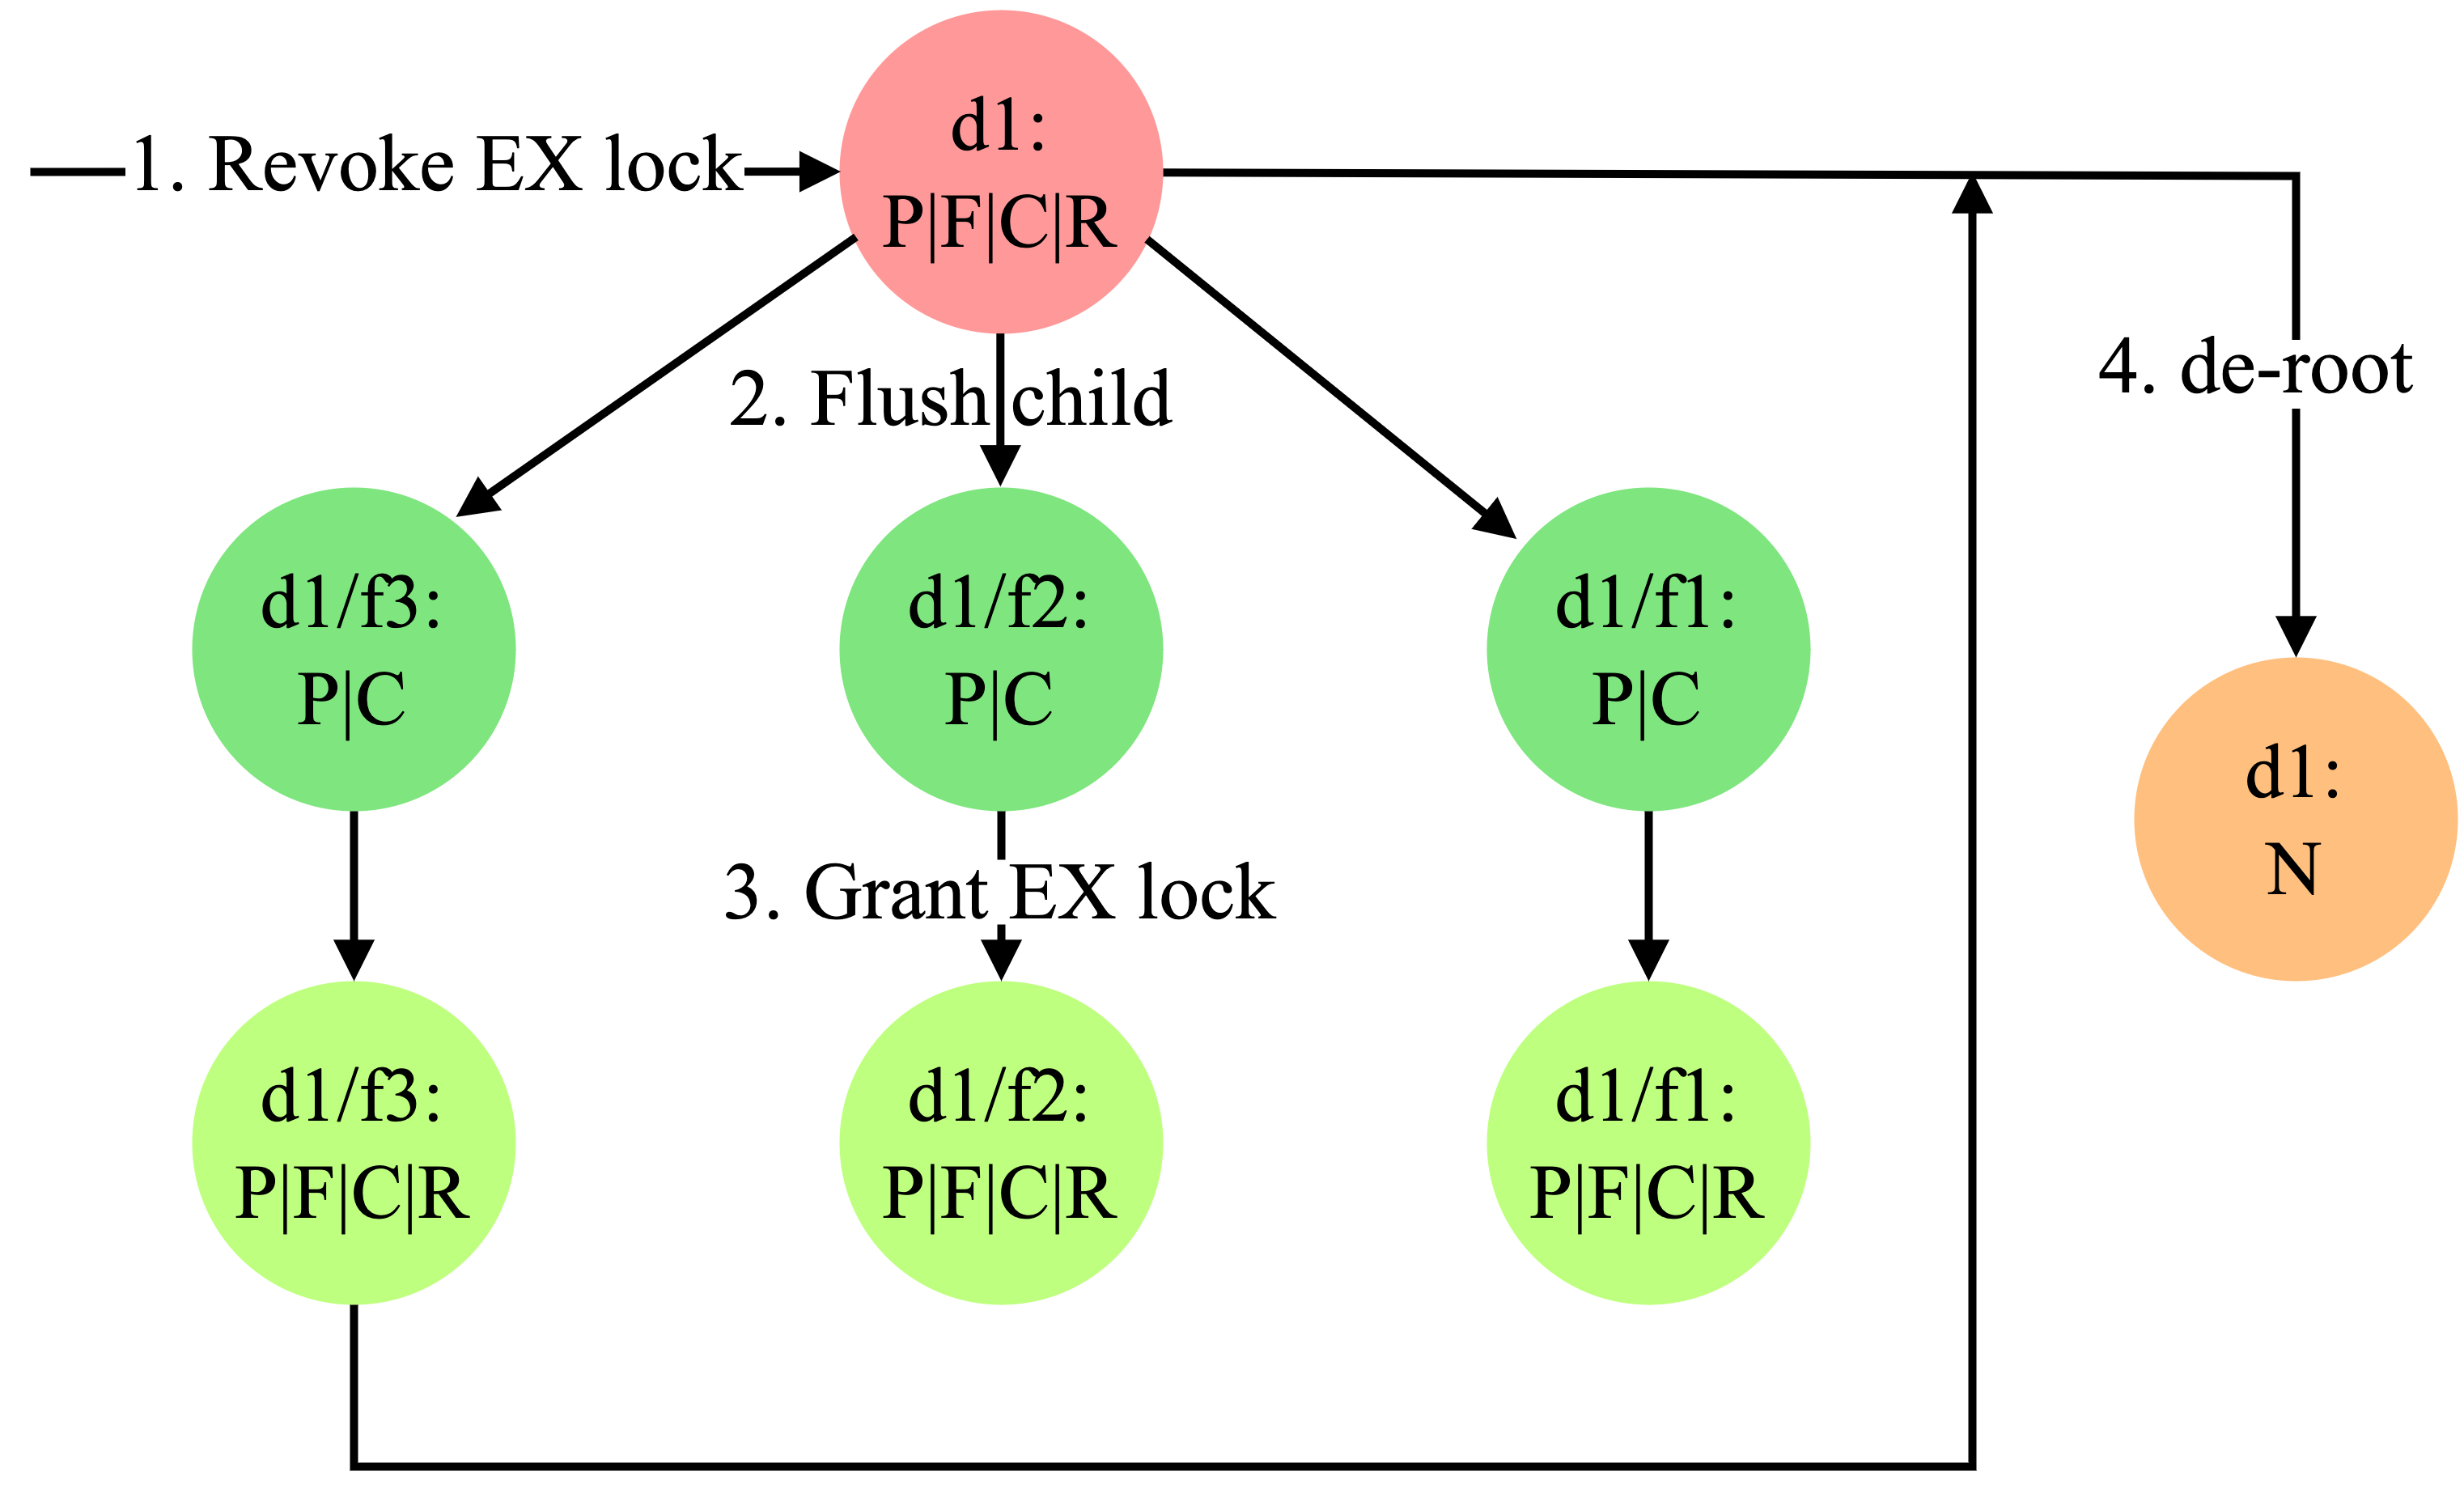 1. Revoke EX lock
d1:
P|F|C|R
2. Flush child
4. de-root
d1/f3:
P|C
d1/f2:
P|C
d1/f1:
P|C
d1:
N
3. Grant EX lock
d1/f3:
P|F|C|R
d1/f2:
P|F|C|R
d1/f1:
P|F|C|R